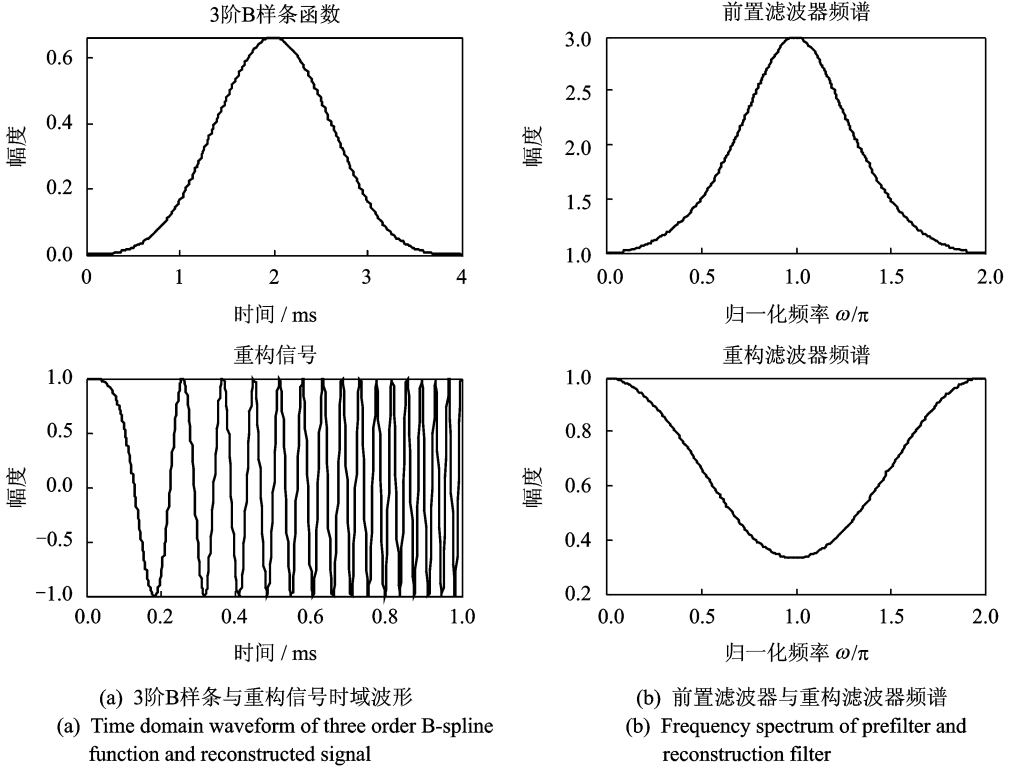 3阶B样条函数
0.6
0.4
0.2
0.0
幅度
0 1 2 3 4
时间 / ms
前置滤波器频谱
3.0
2.5
2.0
1.5
1.0
幅度
0.0 0.5 1.0 1.5 2.0
归一化频率 ω/π
重构信号
1.0
0.5
0.0
−0.5
−1.0
幅度
0.0 0.2 0.4 0.6 0.8 1.0
时间 / ms
重构滤波器频谱
1.0
0.8
0.6
0.4
0.2
幅度
0.0 0.5 1.0 1.5 2.0
归一化频率 ω/π
(a) 3阶B样条与重构信号时域波形
(a) Time domain waveform of three order B-spline
function and reconstructed signal
(b) 前置滤波器与重构滤波器频谱
(b) Frequency spectrum of prefilter and
reconstruction filter